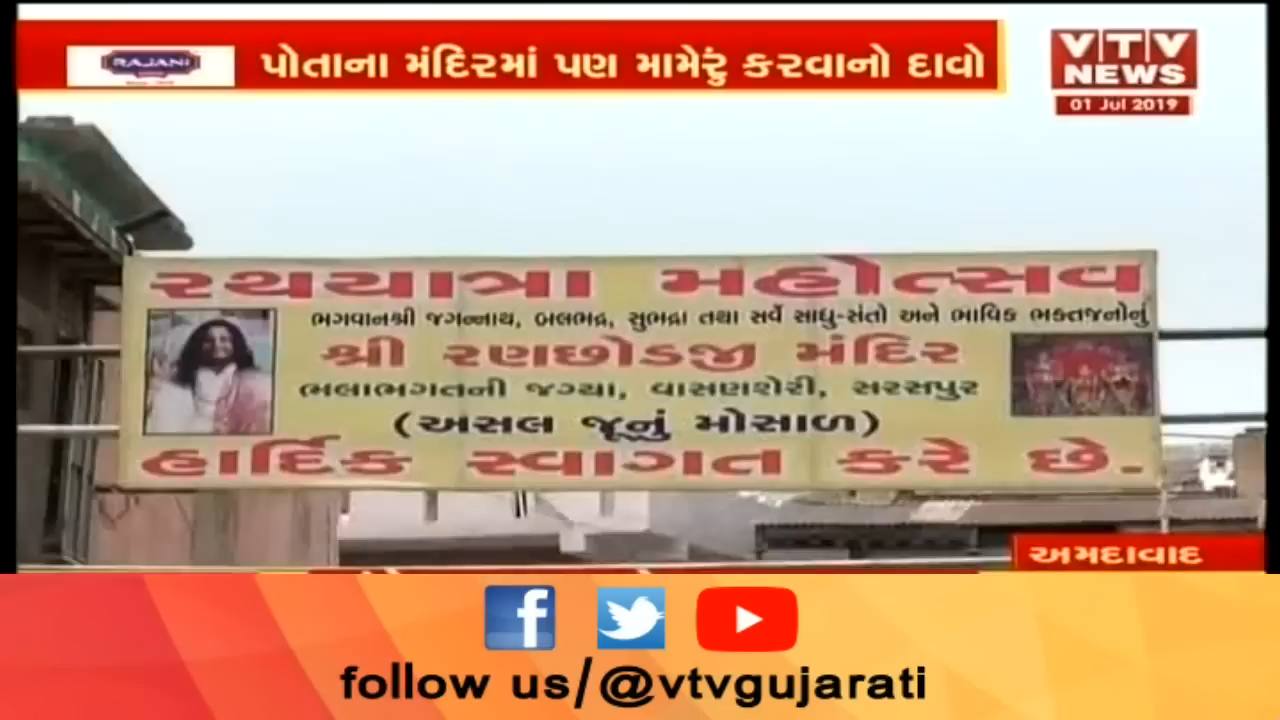 RAJANI
પોતાના મંદિરમાં પણ મામેરું કરવાનો દાવો
VTV
NEWS
01 Jul 2019
રથયાત્રા મહોત્સવ
ભગવાનશ્રી જગન્નાથ, બલભદ્ર, સુભદ્રા તથા સર્વે સાધુ-સંતો અને ભાવિક ભક્તજનોનું
શ્રી રણછોડજી મંદિર
ભલાભગતની જગ્યા, વાસણશેરી, સરસપુર
(અસલ જૂનું મોસાળ)
હાર્દિક સ્વાગત કરે છે.
અમદાવાદ
follow us/@vtvgujarati